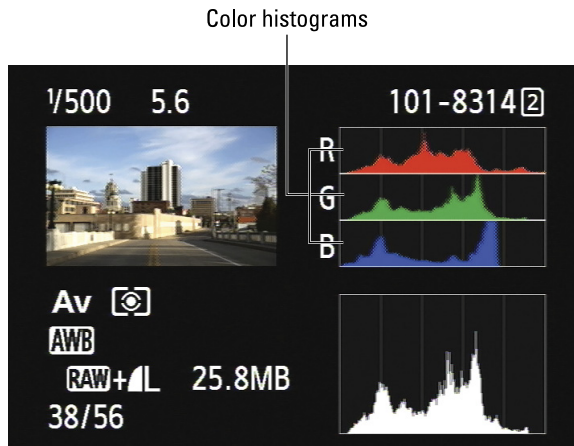 Color histograms
1/500 5.6 101-8314 2
R
G
B
Av
AWB
RAW+L 25.8MB
38/56